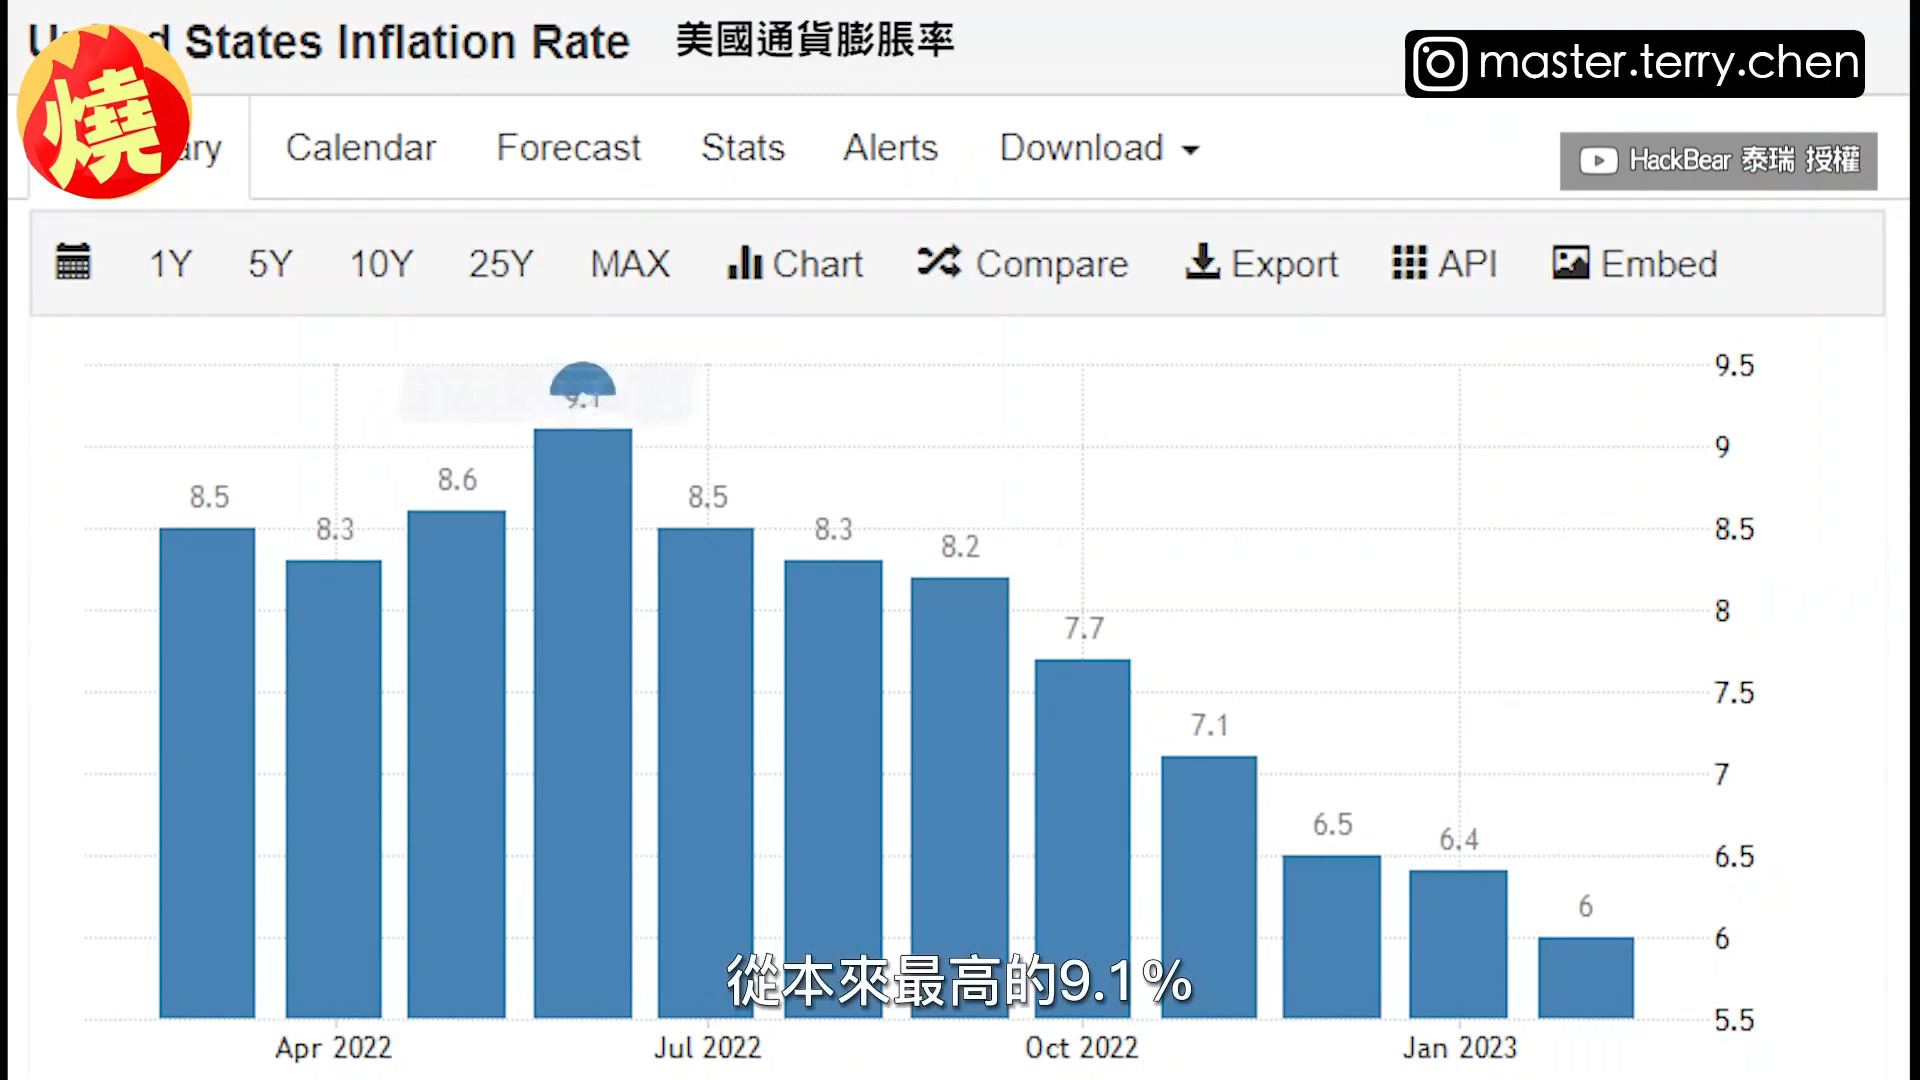 United States Inflation Rate 美國通貨膨脹率
master.terry.chen
燒
Calendar Forecast Stats Alerts Download
HackBear 泰瑞 授權
1Y 5Y 10Y 25Y MAX Chart Compare Export API Embed
9.5
9
8.5
8
7.5
7
6.5
6
5.5
8.5
8.3
8.6
9.1
8.5
8.3
8.2
7.7
7.1
6.5
6.4
6
從本來最高的9.1%
Apr 2022 Jul 2022 Oct 2022 Jan 2023